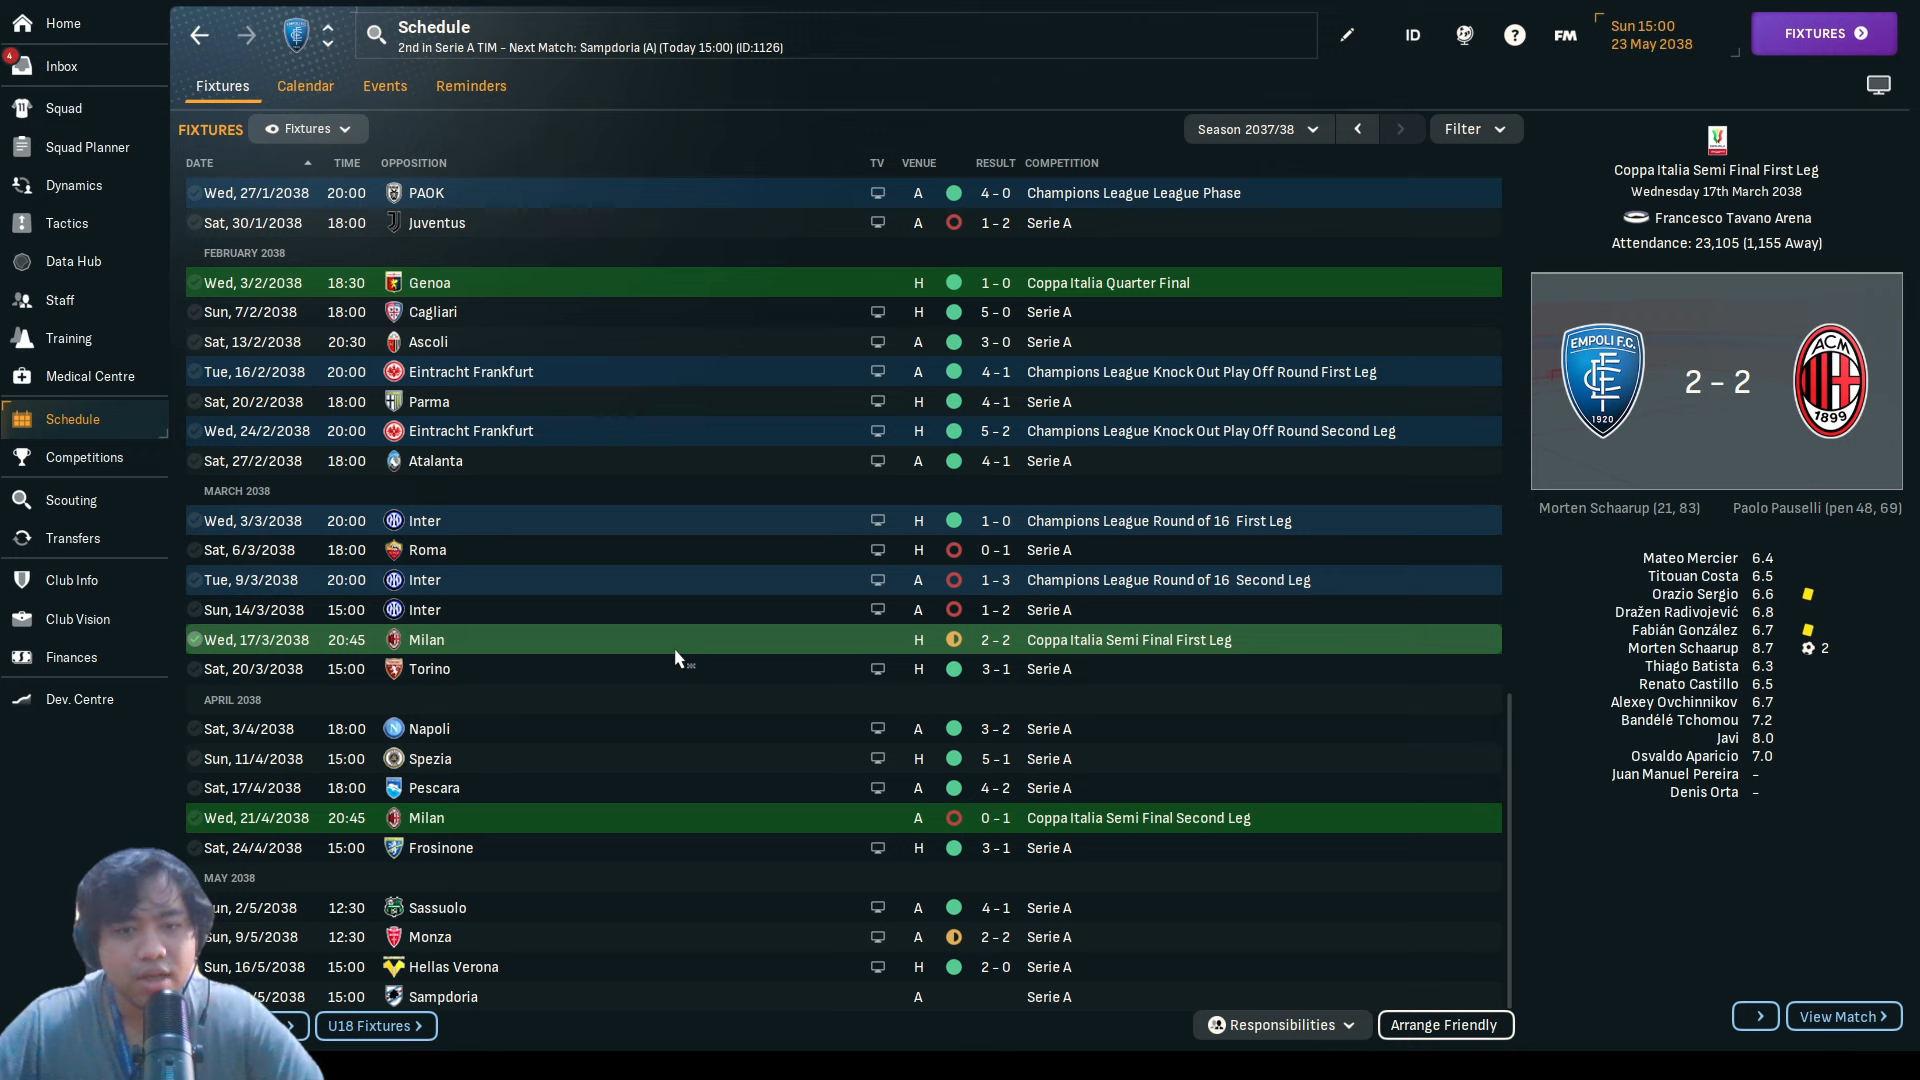 Home
4
Inbox
Squad
Squad Planner
Dynamics
Tactics
Data Hub
Staff
Training
Medical Centre
Schedule
Competitions
Scouting
Transfers
Club Info
Club Vision
Finances
Dev. Centre
Schedule
2nd in Serie A TIM - Next Match: Sampdoria (A) (Today 15:00) (ID:1126)
ID
?
FM
Sun 15:00
23 May 2038
FIXTURES
Fixtures Calendar Events Reminders
FIXTURES Fixtures Season 2037/38 Filter
DATE TIME OPPOSITION TV VENUE RESULT COMPETITION
Wed, 27/1/2038 20:00 PAOK A 4 - 0 Champions League League Phase
Sat, 30/1/2038 18:00 Juventus A 1 - 2 Serie A
FEBRUARY 2038
Wed, 3/2/2038 18:30 Genoa H 1 - 0 Coppa Italia Quarter Final
Sun, 7/2/2038 18:00 Cagliari H 5 - 0 Serie A
Sat, 13/2/2038 20:30 Ascoli A 3 - 0 Serie A
Tue, 16/2/2038 20:00 Eintracht Frankfurt A 4 - 1 Champions League Knock Out Play Off Round First Leg
Sat, 20/2/2038 18:00 Parma H 4 - 1 Serie A
Wed, 24/2/2038 20:00 Eintracht Frankfurt H 5 - 2 Champions League Knock Out Play Off Round Second Leg
Sat, 27/2/2038 18:00 Atalanta A 4 - 1 Serie A
MARCH 2038
Wed, 3/3/2038 20:00 Inter H 1 - 0 Champions League Round of 16 First Leg
Sat, 6/3/2038 18:00 Roma H 0 - 1 Serie A
Tue, 9/3/2038 20:00 Inter A 1 - 3 Champions League Round of 16 Second Leg
Sun, 14/3/2038 15:00 Inter A 1 - 2 Serie A
Wed, 17/3/2038 20:45 Milan H 2 - 2 Coppa Italia Semi Final First Leg
Sat, 20/3/2038 15:00 Torino H 3 - 1 Serie A
APRIL 2038
Sat, 3/4/2038 18:00 Napoli A 3 - 2 Serie A
Sun, 11/4/2038 15:00 Spezia H 5 - 1 Serie A
Sat, 17/4/2038 18:00 Pescara A 4 - 2 Serie A
Wed, 21/4/2038 20:45 Milan A 0 - 1 Coppa Italia Semi Final Second Leg
Sat, 24/4/2038 15:00 Frosinone H 3 - 1 Serie A
MAY 2038
un, 2/5/2038 12:30 Sassuolo A 4 - 1 Serie A
Sun, 9/5/2038 12:30 Monza A 2 - 2 Serie A
Sun, 16/5/2038 15:00 Hellas Verona H 2 - 0 Serie A
/5/2038 15:00 Sampdoria A Serie A
U18 Fixtures Responsibilities Arrange Friendly
Coppa Italia Semi Final First Leg
Wednesday 17th March 2038
Francesco Tavano Arena
Attendance: 23,105 (1,155 Away)
EMPOLI F.C.
1920
2 - 2
ACM
1899
Morten Schaarup (21, 83) Paolo Pauselli (pen 48, 69)
Mateo Mercier 6.4
Titouan Costa 6.5
Orazio Sergio 6.6
Dražen Radivojević 6.8
Fabián González 6.7
Morten Schaarup 8.7 2
Thiago Batista 6.3
Renato Castillo 6.5
Alexey Ovchinnikov 6.7
Bandélé Tchomou 7.2
Javi 8.0
Osvaldo Aparicio 7.0
Juan Manuel Pereira -
Denis Orta -
View Match